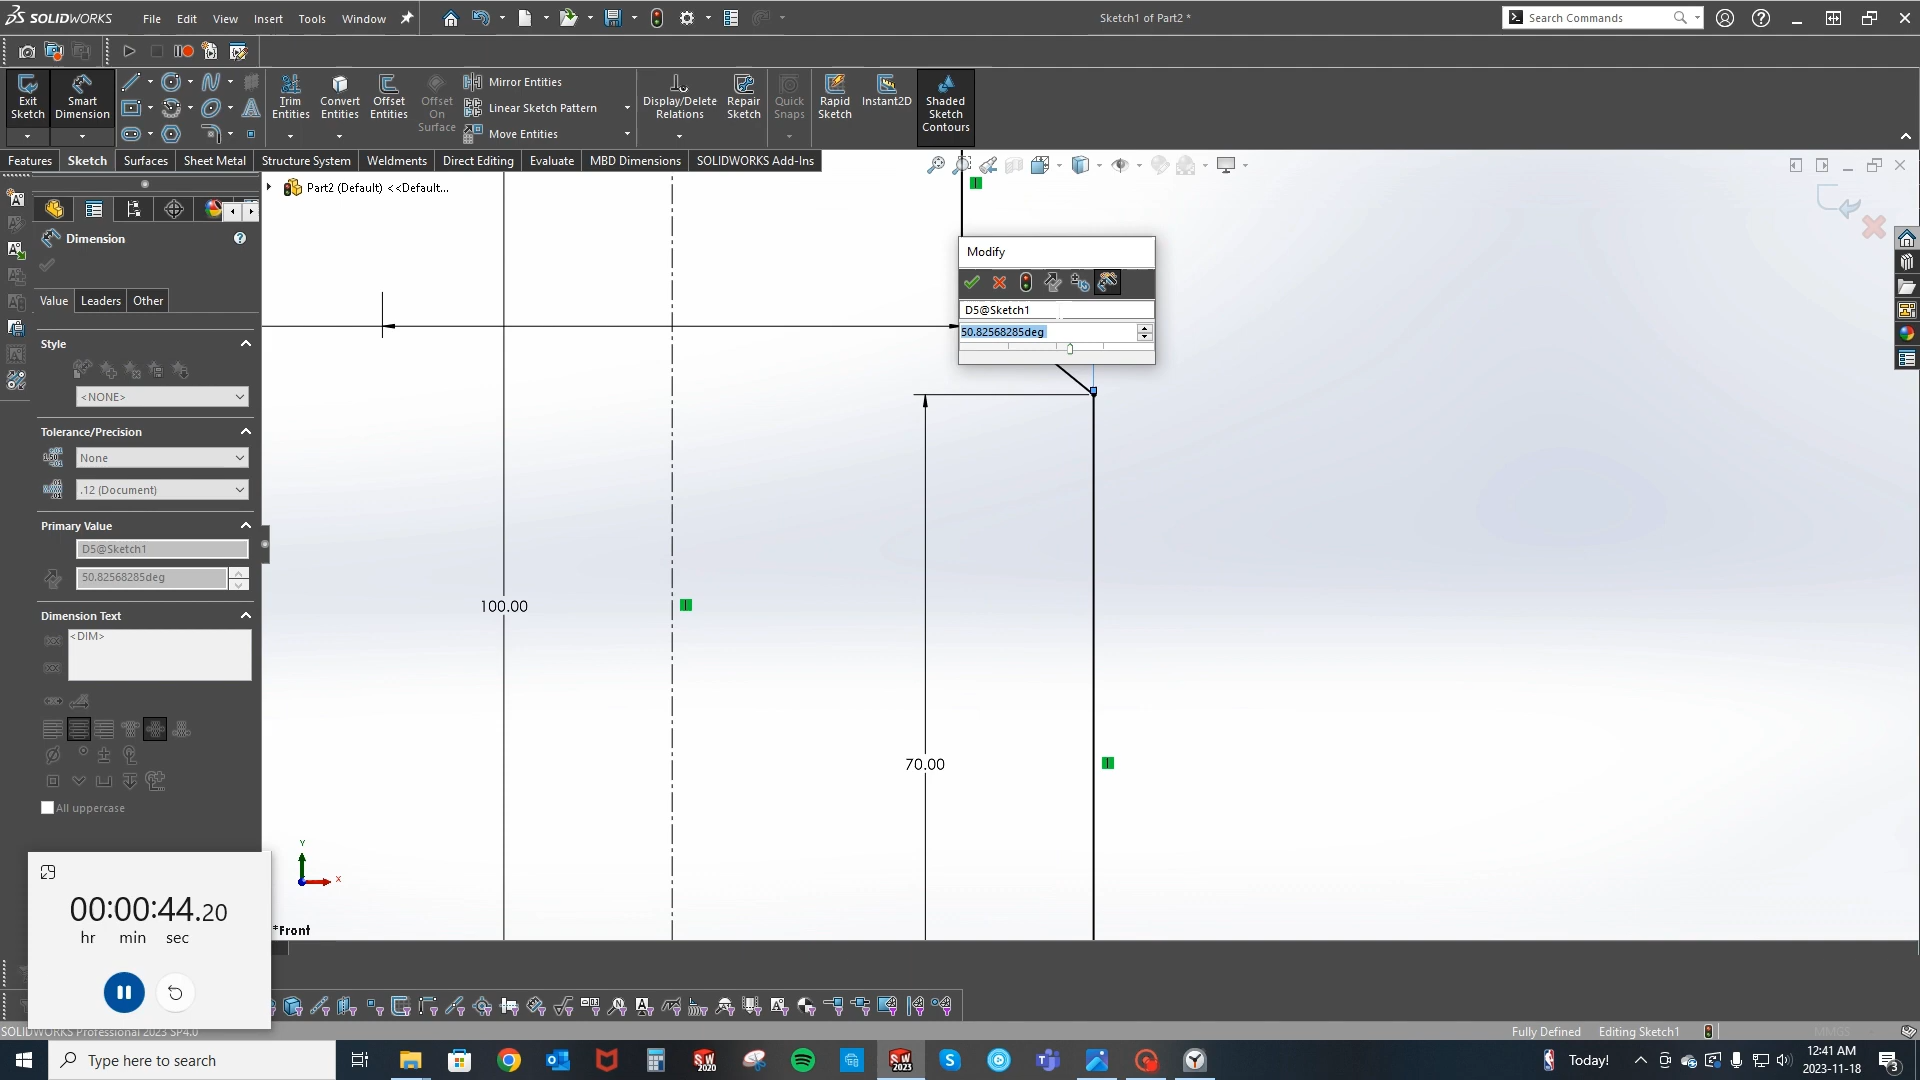 SOLIDWORKS
File
Edit
View
Insert
Tools
Window
Sketch1 of Part2 *
Search Commands
Exit Sketch
Smart Dimension
Trim Entities
Convert Entities
Offset Entities
Offset On Surface
Mirror Entities
Linear Sketch Pattern
Move Entities
Display/Delete Relations
Repair Sketch
Quick Snaps
Rapid Sketch
Instant2D
Shaded Sketch Contours
Features
Sketch
Surfaces
Sheet Metal
Structure System
Weldments
Direct Editing
Evaluate
MBD Dimensions
SOLIDWORKS Add-Ins
Part2 (Default) <<Default...
Dimension
Value
Leaders
Other
Style
<NONE>
Tolerance/Precision
None
.12 (Document)
Primary Value
D5@Sketch1
50.82568285deg
Dimension Text
<DIM>
All uppercase
Modify
D5@Sketch1
50.82568285deg
100.00
70.00
Y
X
*Front
00:00:44.20
hr
min
sec
SOLIDWORKS Professional 2023 SP4.0
Fully Defined
Editing Sketch1
MMGS
Type here to search
SW 2020
SW 2023
Today!
12:41 AM
2023-11-18
3